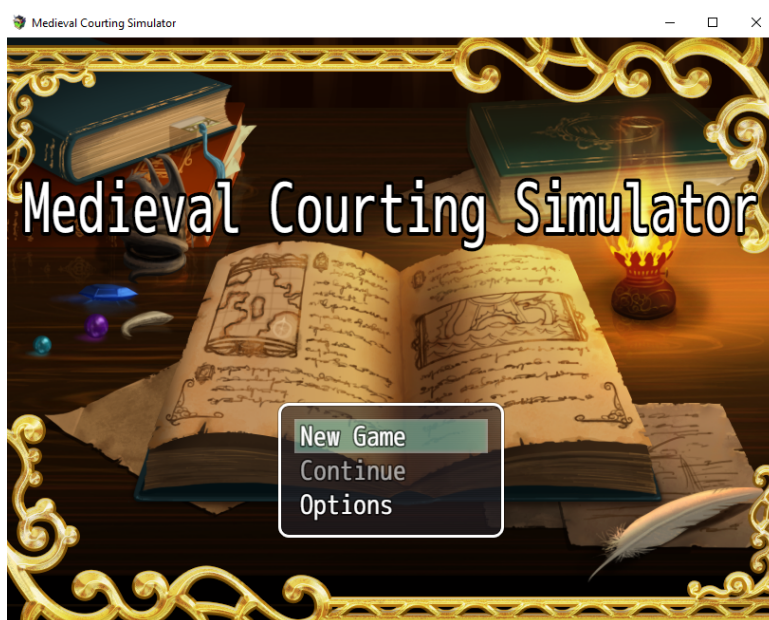 Medieval Courting Simulator
Medieval Courting Simulator
New Game
Continue
Options